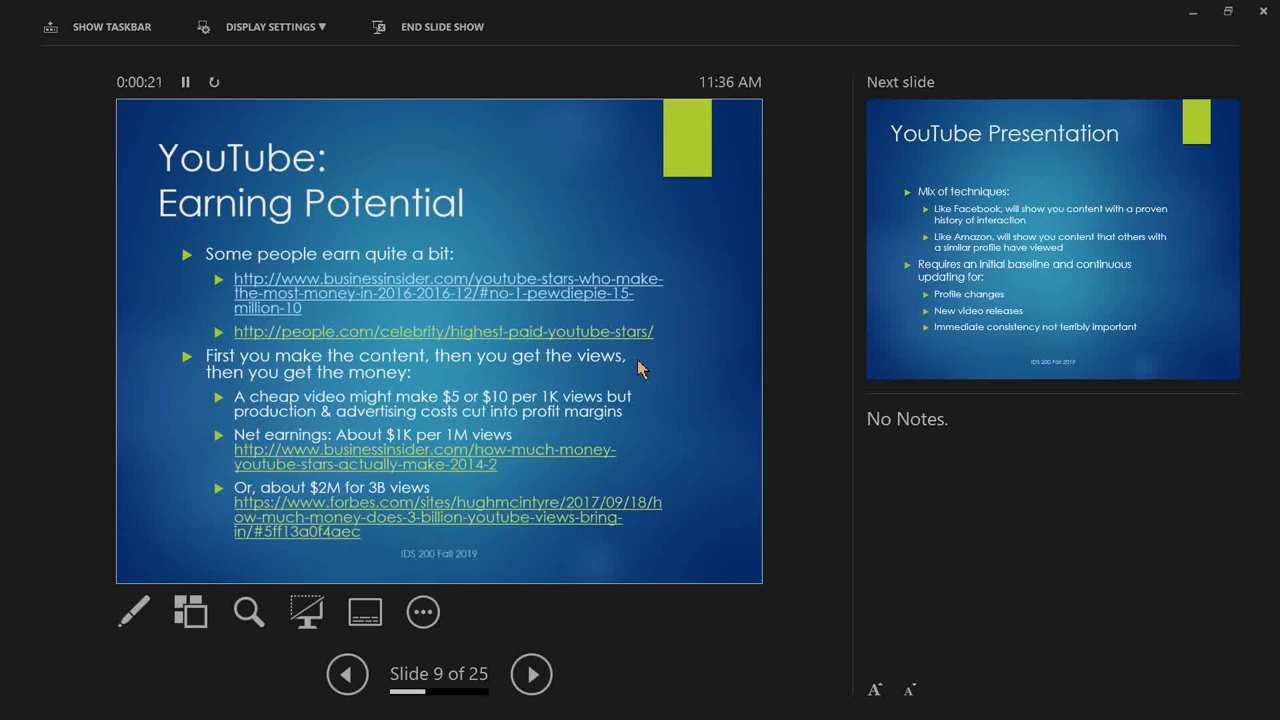 SHOW TASKBAR
DISPLAY SETTINGS ▼
END SLIDE SHOW
0:00:21
11:36 AM
YouTube:
Earning Potential
Some people earn quite a bit:
http://www.businessinsider.com/youtube-stars-who-make-
the-most-money-in-2016-2016-12/#no-1-pewdiepie-15-
million-10
http://people.com/celebrity/highest-paid-youtube-stars/
First you make the content, then you get the views,
then you get the money:
A cheap video might make $5 or $10 per 1K views but
production & advertising costs cut into profit margins
Net earnings: About $1K per 1M views
http://www.businessinsider.com/how-much-money-
youtube-stars-actually-make-2014-2
Or, about $2M for 3B views
https://www.forbes.com/sites/hughmcintyre/2017/09/18/h
ow-much-money-does-3-billion-youtube-views-bring-
in/#5ff13a0f4aec
IDS 200 Fall 2019
Slide 9 of 25
Next slide
YouTube Presentation
Mix of techniques:
Like Facebook, will show you content with a proven
history of interaction
Like Amazon, will show you content that others with
a similar profile have viewed
Requires an initial baseline and continuous
updating for:
Profile changes
New video releases
Immediate consistency not terribly important
IDS 200 Fall 2019
No Notes.
A
A